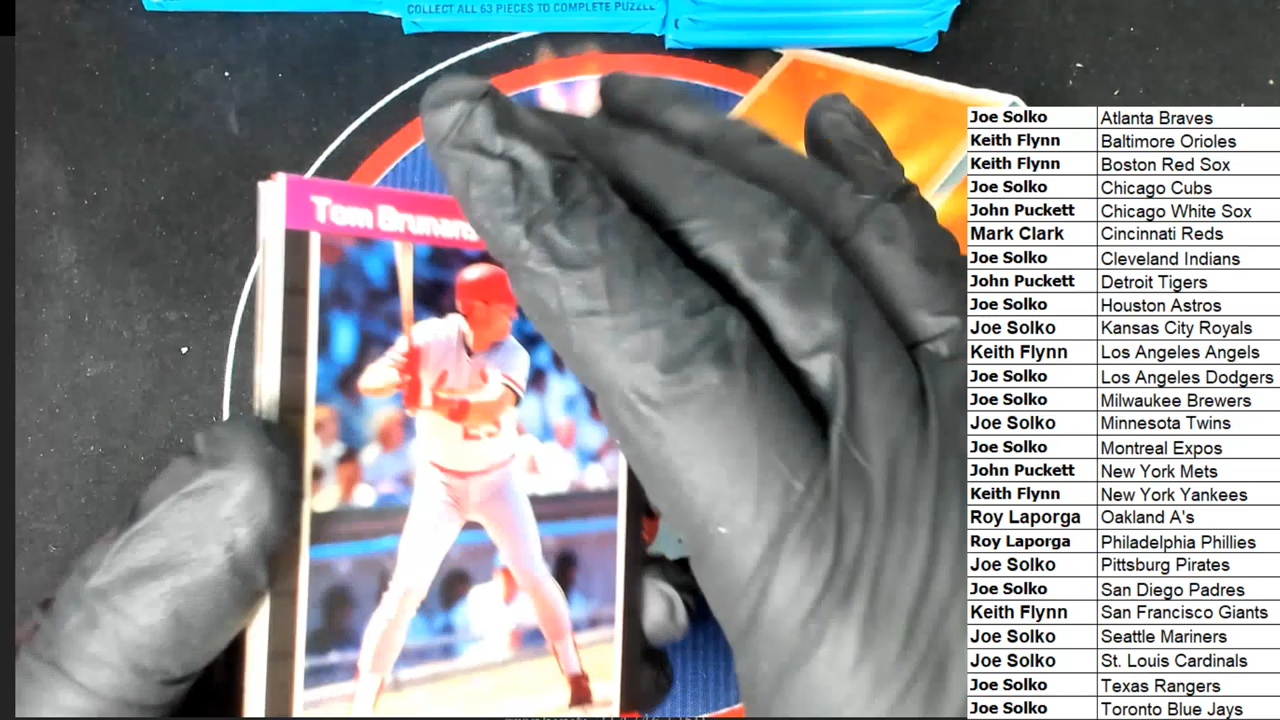 COLLECT ALL 63 PIECES TO COMPLETE PUZZLE
Tom
Joe Solko Atlanta Braves
Keith Flynn Baltimore Orioles
Keith Flynn Boston Red Sox
Joe Solko Chicago Cubs
John Puckett Chicago White Sox
Mark Clark Cincinnati Reds
Joe Solko Cleveland Indians
John Puckett Detroit Tigers
Joe Solko Houston Astros
Joe Solko Kansas City Royals
Keith Flynn Los Angeles Angels
Joe Solko Los Angeles Dodgers
Joe Solko Milwaukee Brewers
Joe Solko Minnesota Twins
Joe Solko Montreal Expos
John Puckett New York Mets
Keith Flynn New York Yankees
Roy Laporga Oakland A's
Roy Laporga Philadelphia Phillies
Joe Solko Pittsburg Pirates
Joe Solko San Diego Padres
Keith Flynn San Francisco Giants
Joe Solko Seattle Mariners
Joe Solko St. Louis Cardinals
Joe Solko Texas Rangers
Joe Solko Toronto Blue Jays